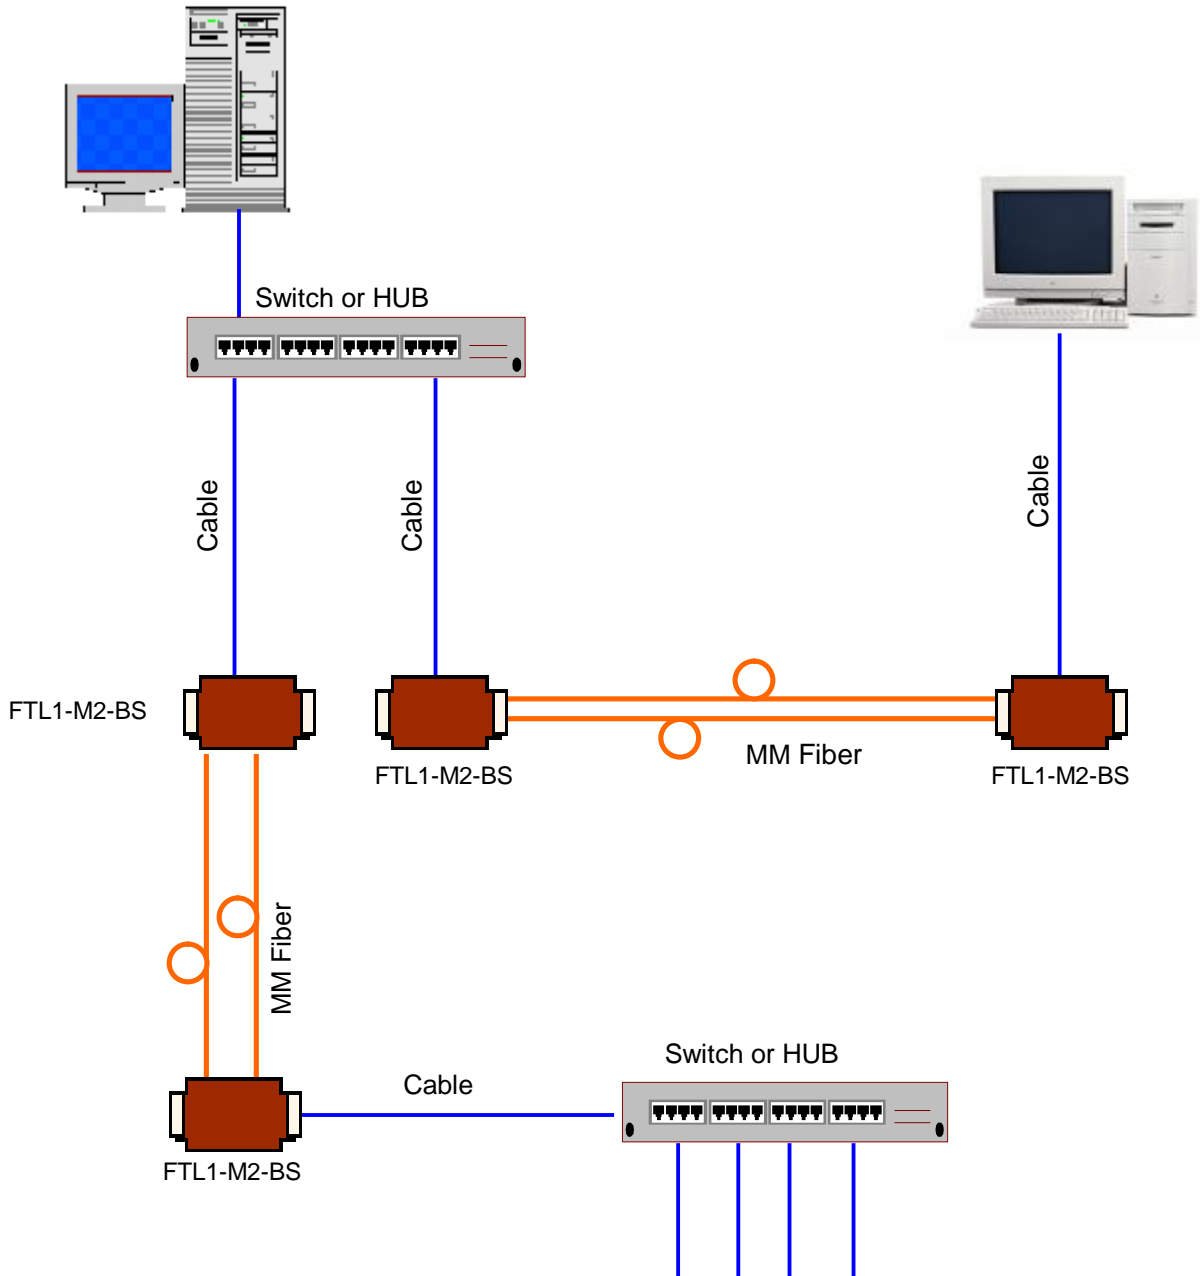 Switch or HUB
Cable
Cable
Cable
FTL1-M2-BS
FTL1-M2-BS
MM Fiber
FTL1-M2-BS
MM Fiber
Switch or HUB
Cable
FTL1-M2-BS